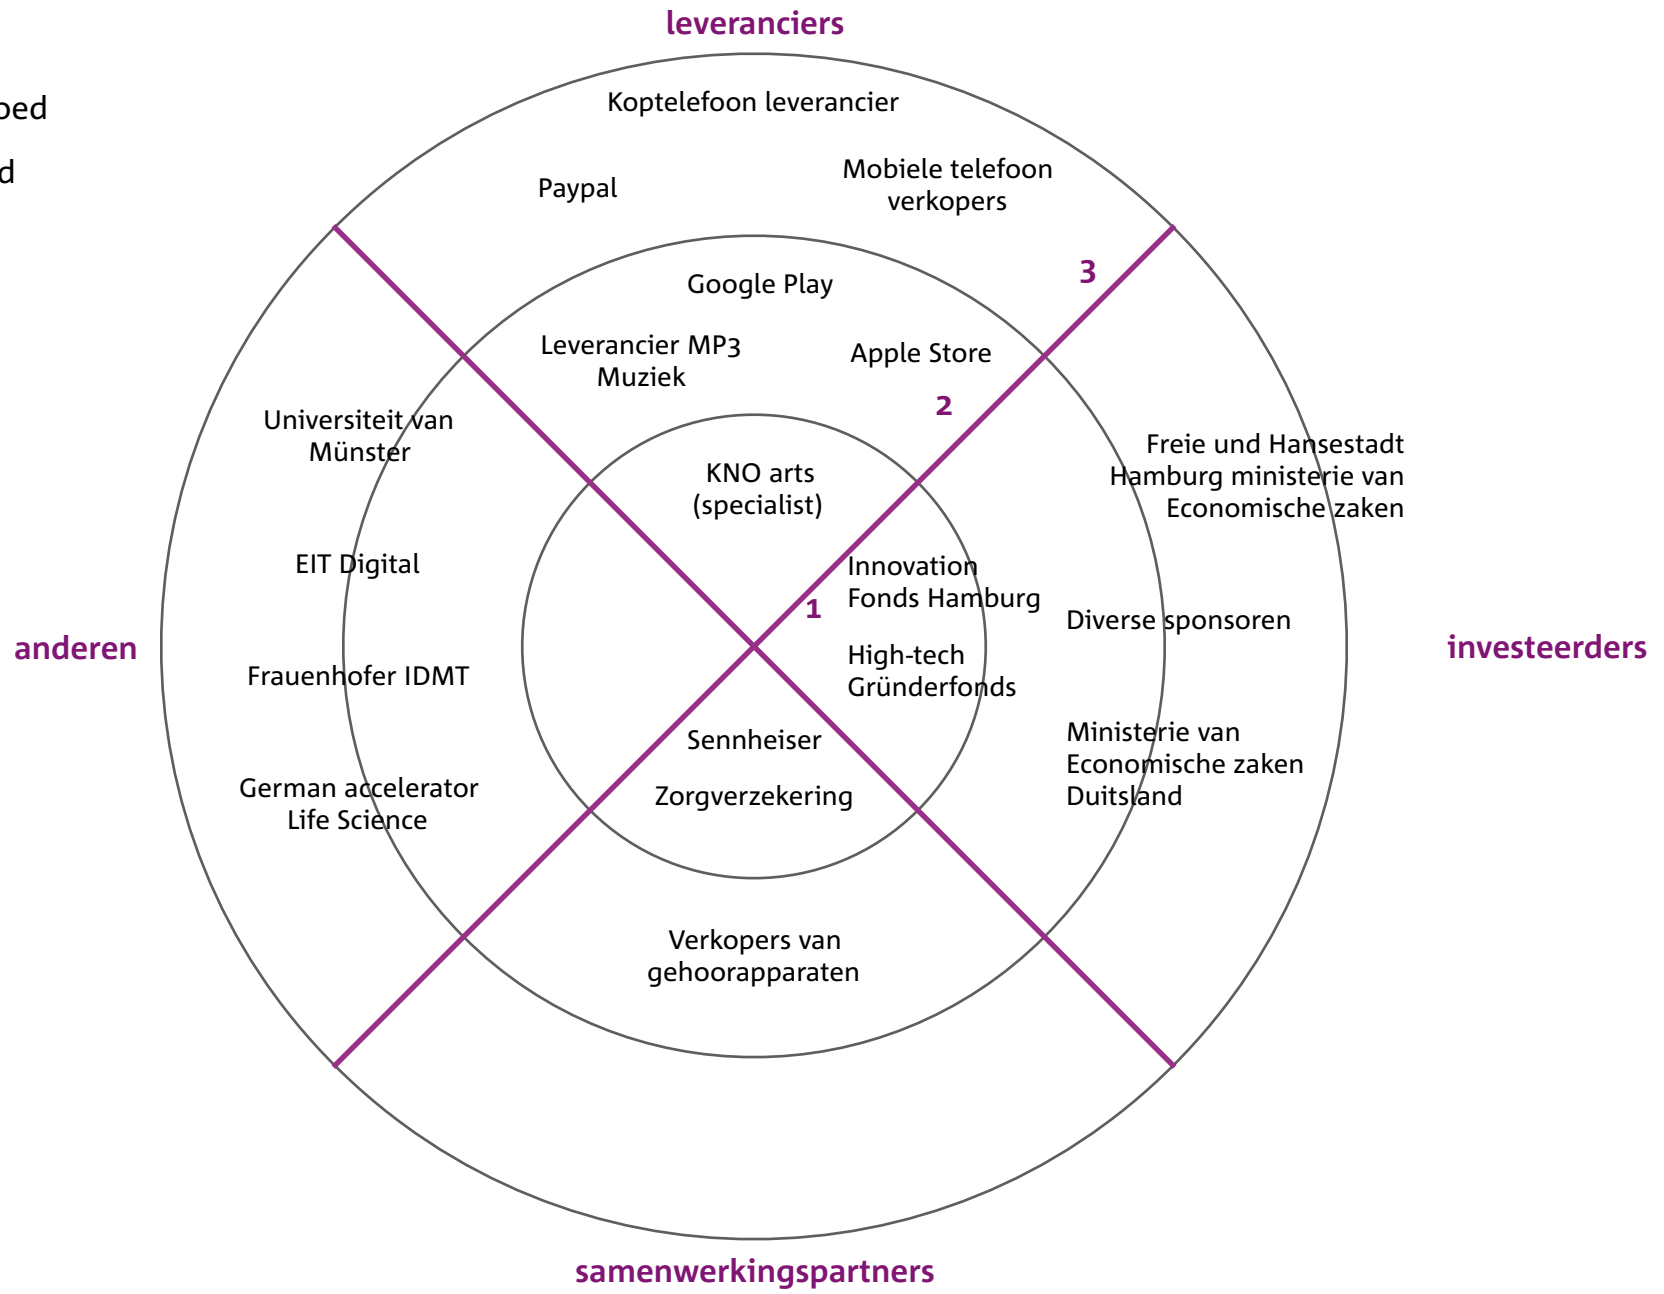 leveranciers
Koptelefoon leverancier
Mobiele telefoon
verkopers
Paypal
3
Google Play
Leverancier MP3
Muziek
Apple Store
2
Universiteit van
Münster
Freie und Hansestadt
Hamburg ministerie van
Economische zaken
KNO arts
(specialist)
EIT Digital
Innovation
Fonds Hamburg
1
Diverse sponsoren
anderen
investeerders
High-tech
Gründerfonds
Frauenhofer IDMT
Sennheiser
Ministerie van
Economische zaken
Duitsland
German accelerator
Life Science
Zorgverzekering
Verkopers van
gehoorapparaten
samenwerkingspartners